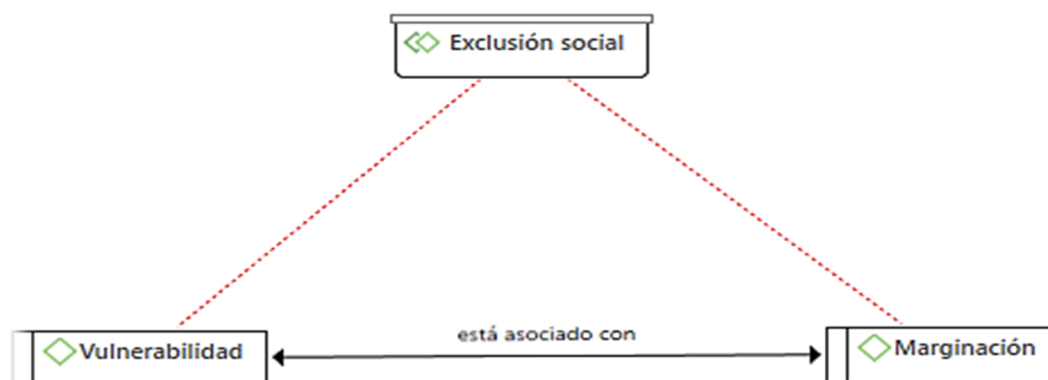 Exclusión social
está asociado con
Vulnerabilidad
Marginación